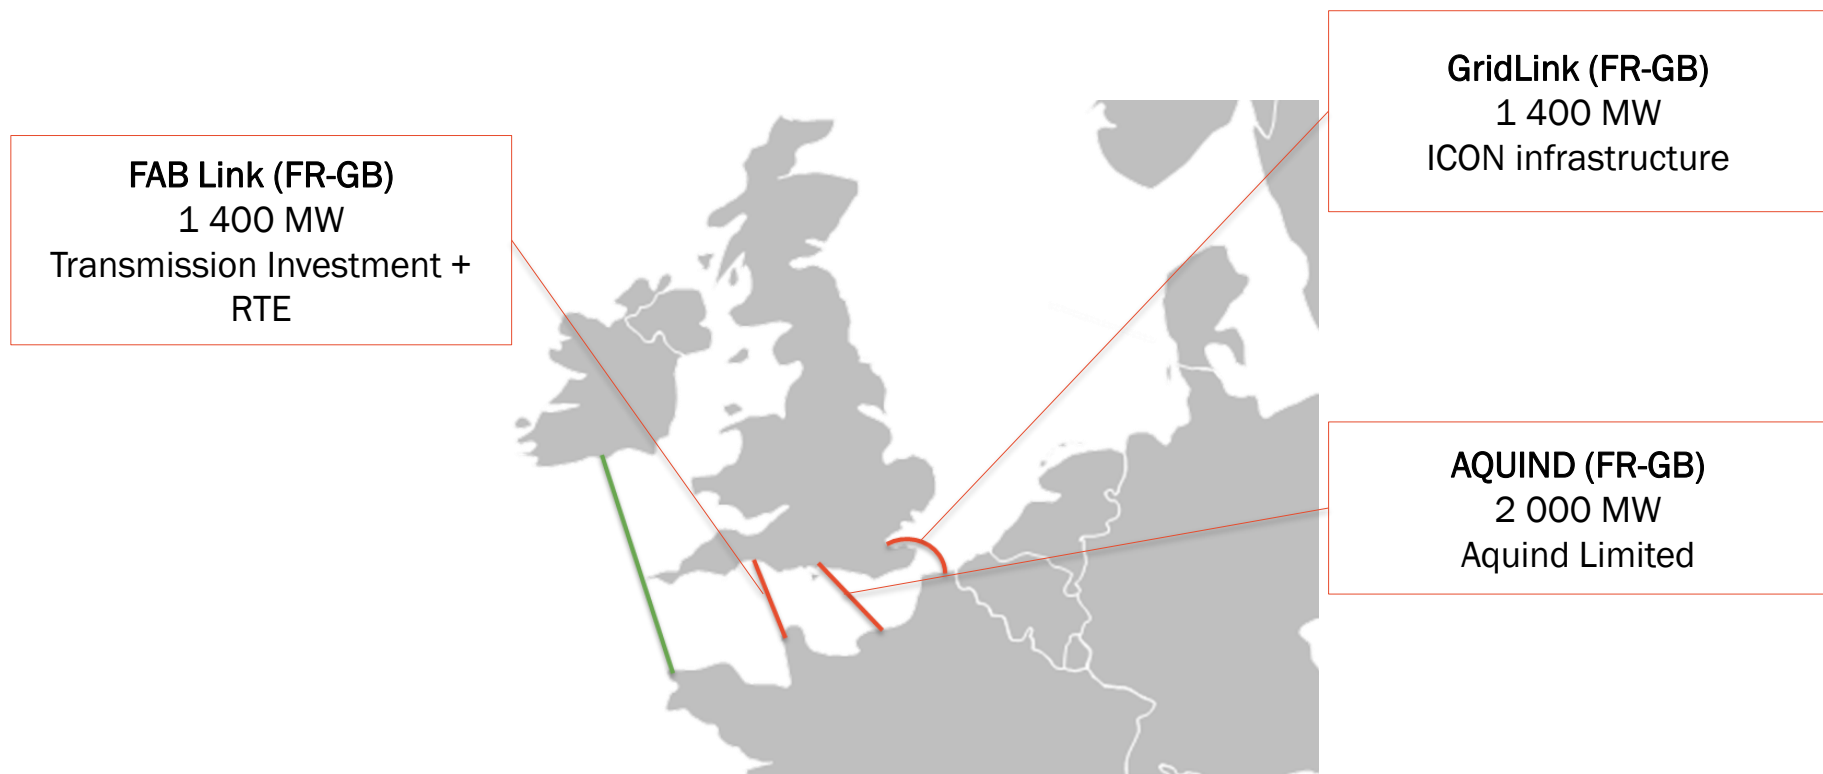 GridLink (FR-GB)
1 400 MW
ICON infrastructure
FAB Link (FR-GB)
1 400 MW
Transmission Investment +
RTE
AQUIND (FR-GB)
2 000 MW
Aquind Limited